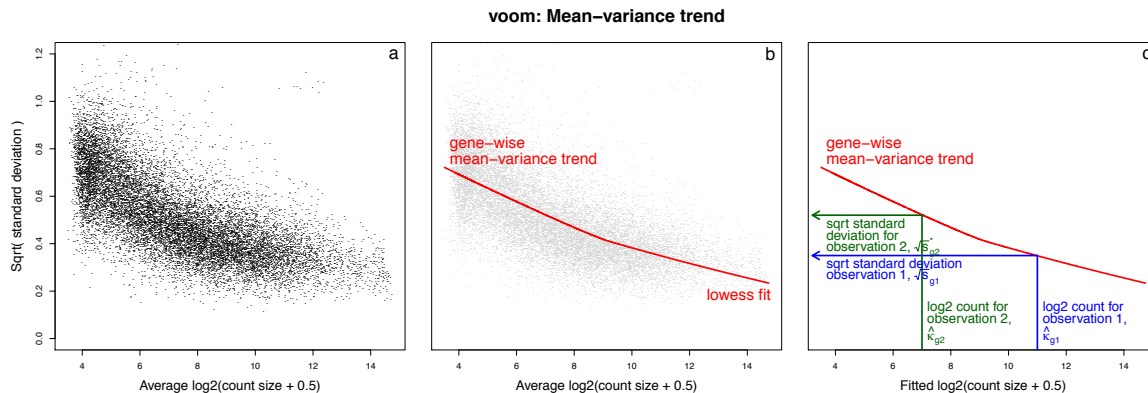 voom: Mean−variance trend
a
Sqrt( standard deviation )
0.0 0.2 0.4 0.6 0.8 1.0 1.2
4 6 8 10 12 14
Average log2(count size + 0.5)
b
gene−wise
mean−variance trend
lowess fit
4 6 8 10 12 14
Average log2(count size + 0.5)
c
gene−wise
mean−variance trend
sqrt standard
deviation for
observation 2, √s_g2
sqrt standard deviation
observation 1, √s_g1
log2 count for
observation 2,
κ̂_g2
log2 count for
observation 1,
κ̂_g1
4 6 8 10 12 14
Fitted log2(count size + 0.5)